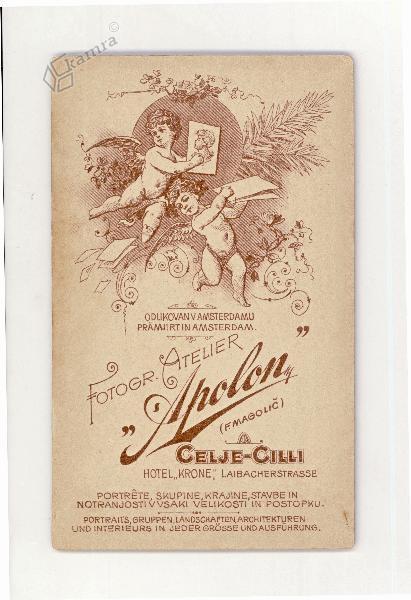 kamra ©
ODLIKOVAN V AMSTERDAMU
PRÄMIIRT IN AMSTERDAM.
FOTOGR. ATELIER
„Apolon”
(F. MAGOLIČ)
CELJE-CILLI
HOTEL „KRONE”, LAIBACHERSTRASSE
PORTRÊTE, SKUPINE, KRAJINE, STAVBE IN
NOTRANJOSTI V VSAKI VELIKOSTI IN POSTOPKU.
PORTRAITS, GRUPPEN, LANDSCHAFTEN, ARCHITEKTUREN
UND INTERIEURS IN JEDER GRÖSSE UND AUSFÜHRUNG.